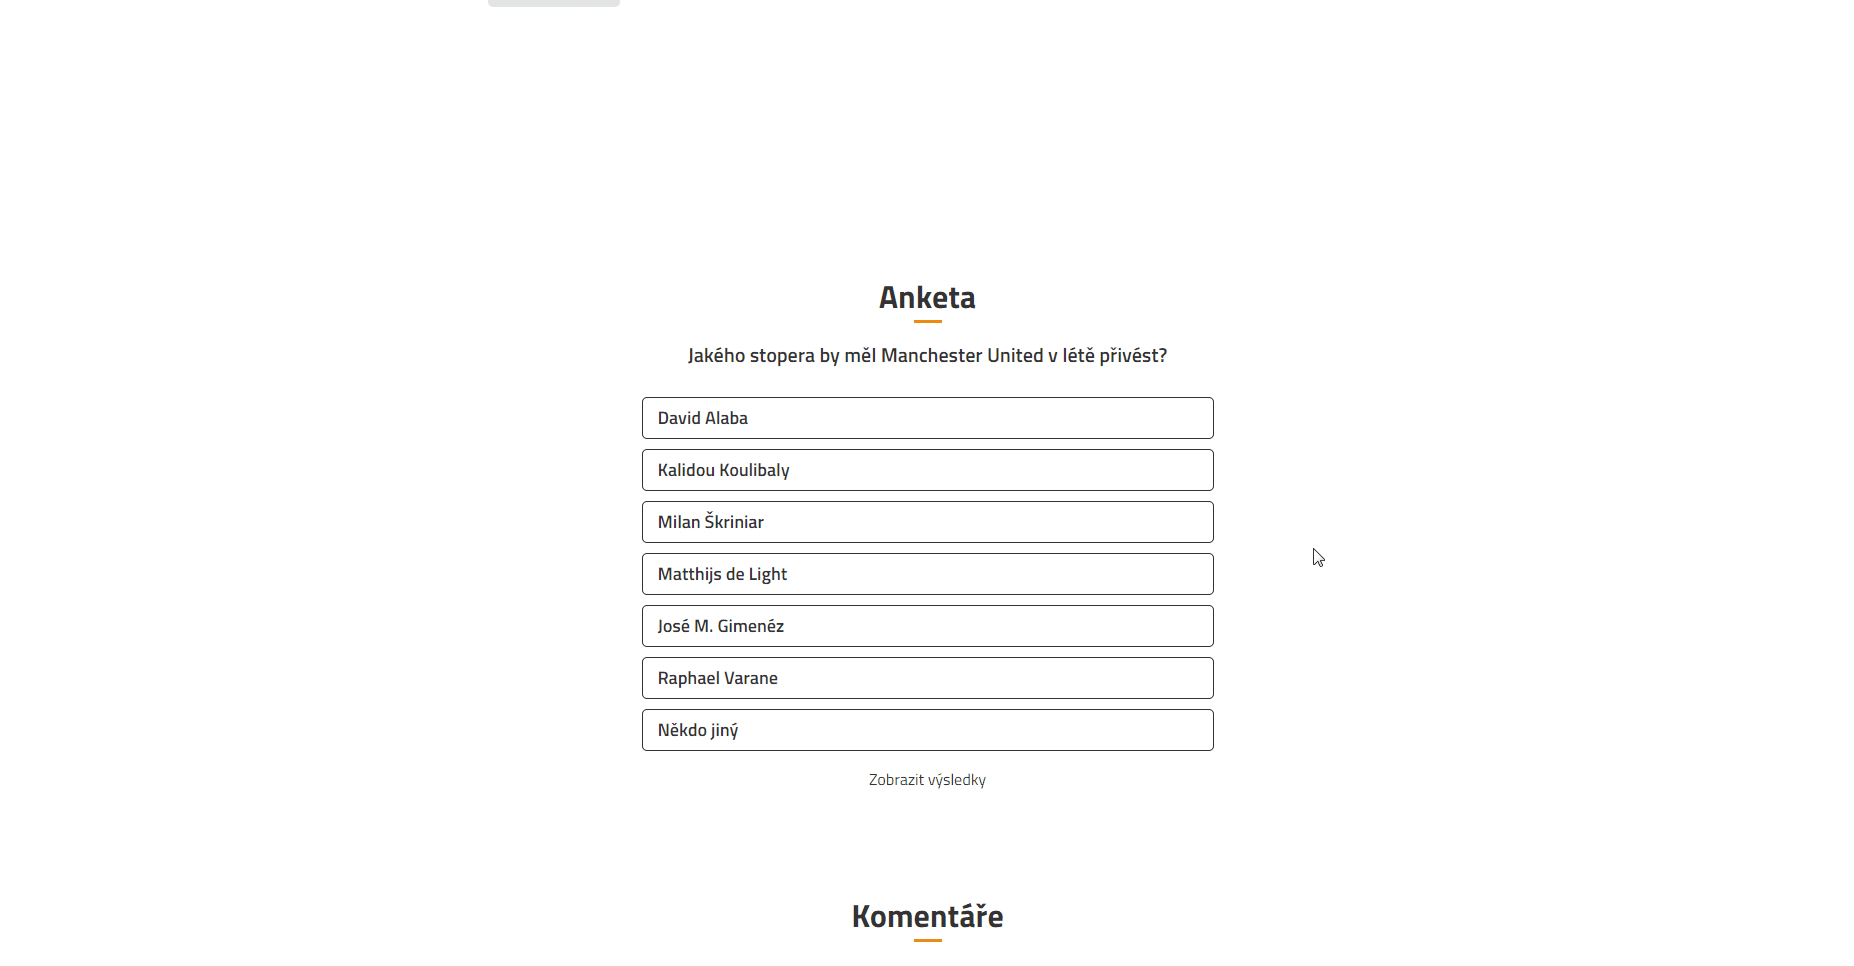 Anketa
Jakého stopera by měl Manchester United v létě přivést?
David Alaba
Kalidou Koulibaly
Milan Škriniar
Matthijs de Light
José M. Gimenéz
Raphael Varane
Někdo jiný
Zobrazit výsledky
Komentáře